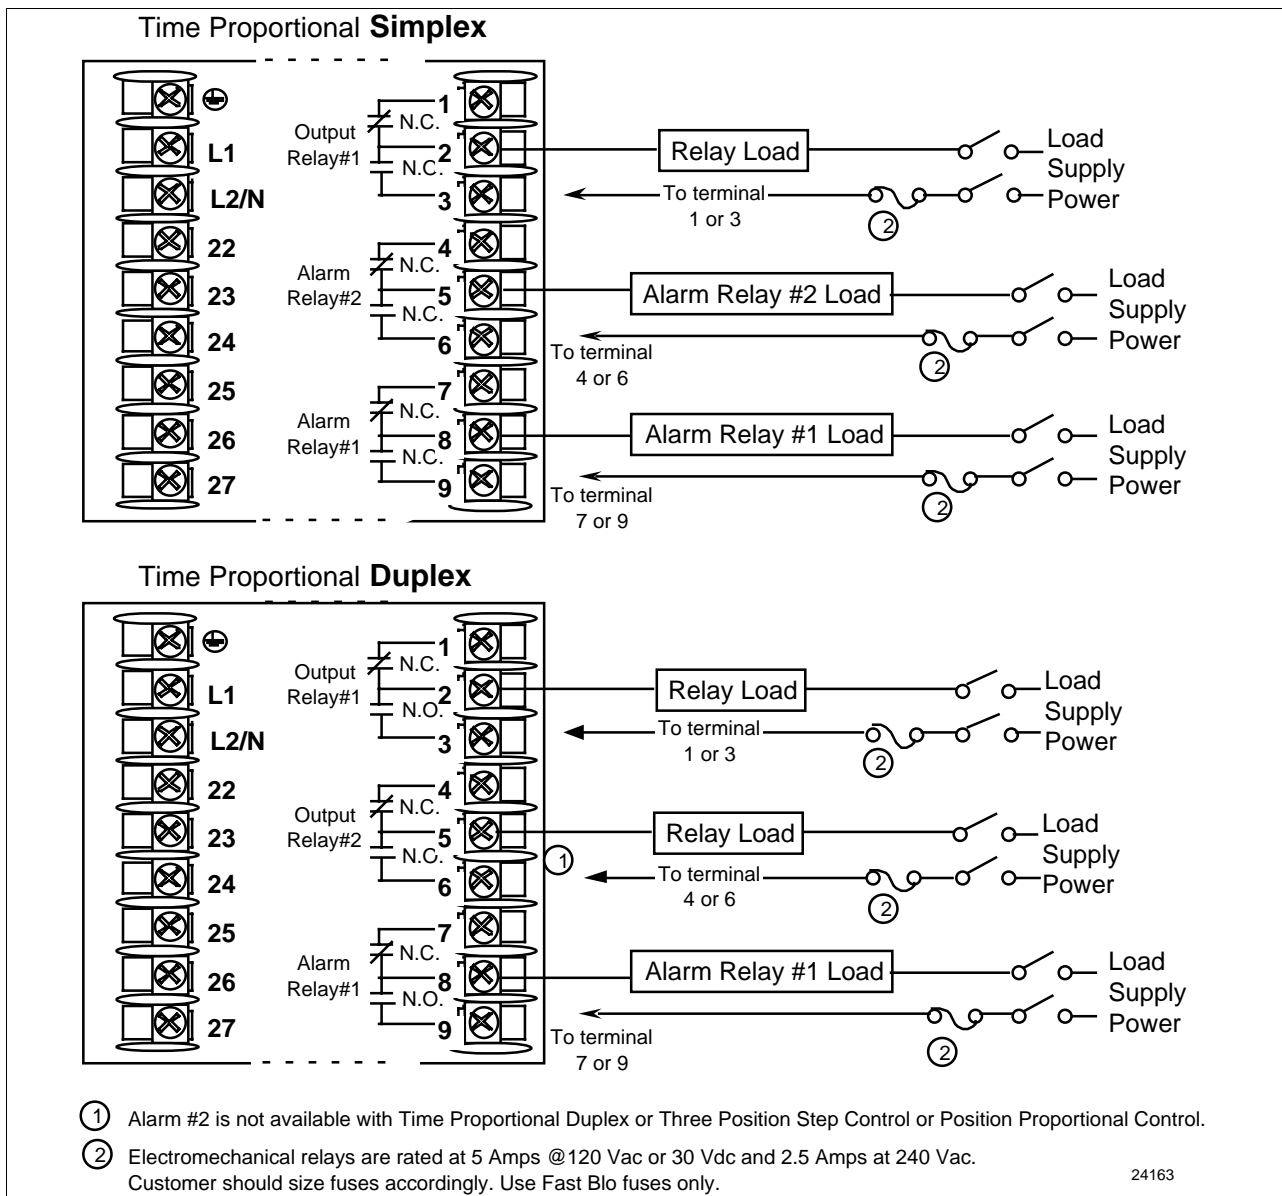 Time Proportional Simplex
L1
L2/N
22
23
24
25
26
27
Output
Relay#1
N.C.
N.C.
1
2
3
Alarm
Relay#2
N.C.
N.C.
4
5
6
Alarm
Relay#1
N.C.
N.C.
7
8
9
Relay Load
Load
Supply
Power
To terminal
1 or 3
2
Alarm Relay #2 Load
Load
Supply
Power
To terminal
4 or 6
2
Alarm Relay #1 Load
Load
Supply
Power
To terminal
7 or 9
2
Time Proportional Duplex
L1
L2/N
22
23
24
25
26
27
Output
Relay#1
N.C.
N.O.
1
2
3
Output
Relay#2
N.C.
N.O.
4
5
6
1
Alarm
Relay#1
N.C.
N.O.
7
8
9
Relay Load
Load
Supply
Power
To terminal
1 or 3
2
Relay Load
Load
Supply
Power
To terminal
4 or 6
2
Alarm Relay #1 Load
Load
Supply
Power
To terminal
7 or 9
2
1 Alarm #2 is not available with Time Proportional Duplex or Three Position Step Control or Position Proportional Control.
2 Electromechanical relays are rated at 5 Amps @120 Vac or 30 Vdc and 2.5 Amps at 240 Vac.
Customer should size fuses accordingly. Use Fast Blo fuses only.
24163